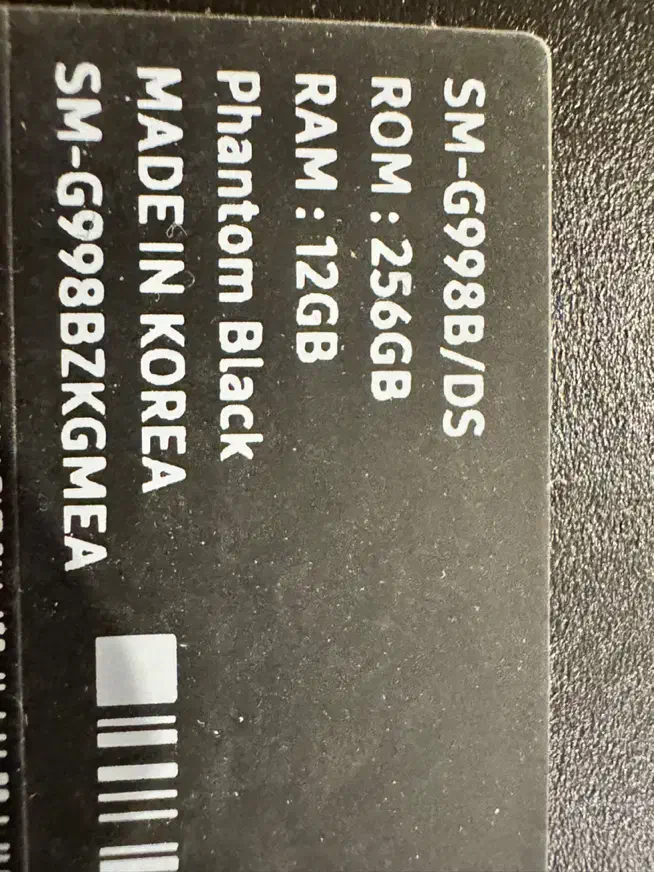 SM-G998B/DS
ROM : 256GB
RAM : 12GB
Phantom Black
MADE IN KOREA
SM-G998BZKGMEA